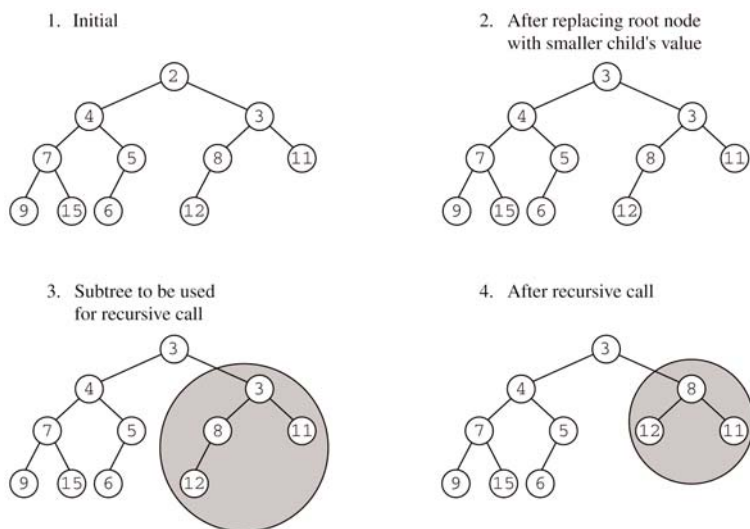 1. Initial
2
4 3
7 5 8 11
9 15 6 12
2. After replacing root node
with smaller child's value
3
4 3
7 5 8 11
9 15 6 12
3. Subtree to be used
for recursive call
3
4 3
7 5 8 11
9 15 6 12
4. After recursive call
3
4 8
7 5 12 11
9 15 6